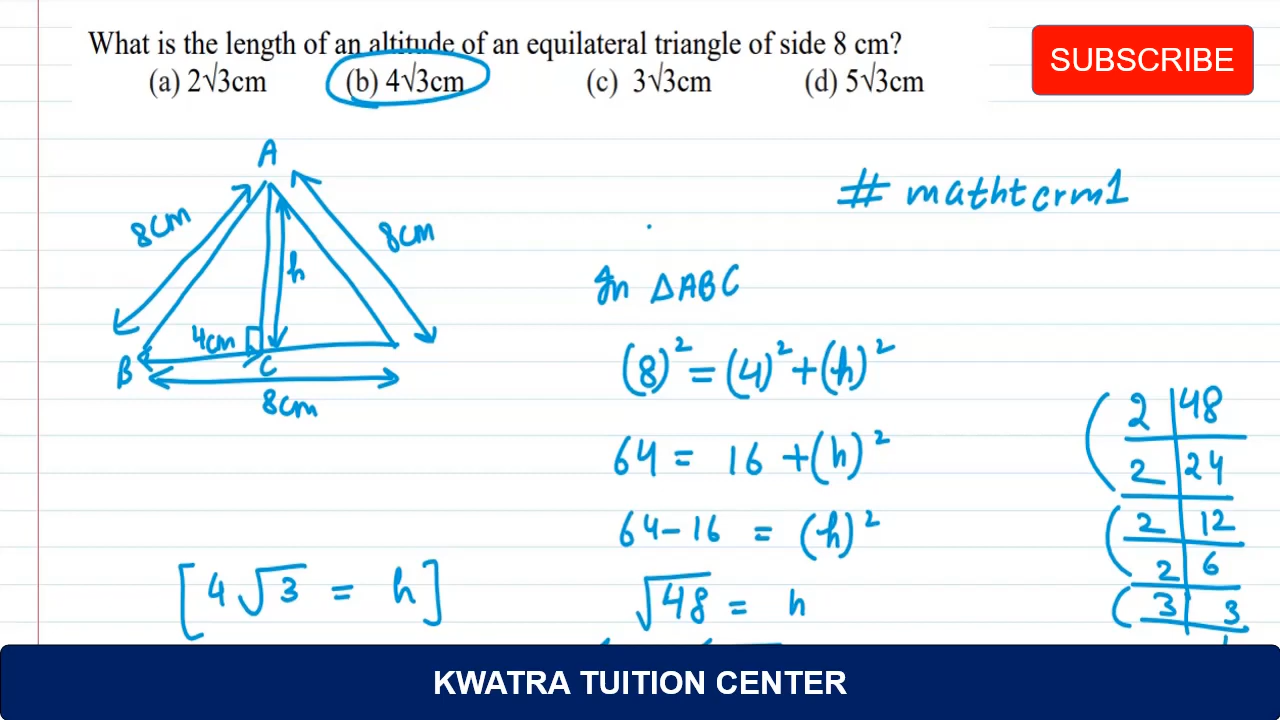 What is the length of an altitude of an equilateral triangle of side 8 cm?
(a) 2√3cm (b) 4√3cm (c) 3√3cm (d) 5√3cm
SUBSCRIBE
# mathtcrm1
A
8cm
8cm
h
4cm
B
C
8cm
In △ABC
(8)² = (4)² + (h)²
64 = 16 + (h)²
64 - 16 = (h)²
√48 = h
[4√3 = h]
2 | 48
2 | 24
2 | 12
2 | 6
3 | 3
1
KWATRA TUITION CENTER